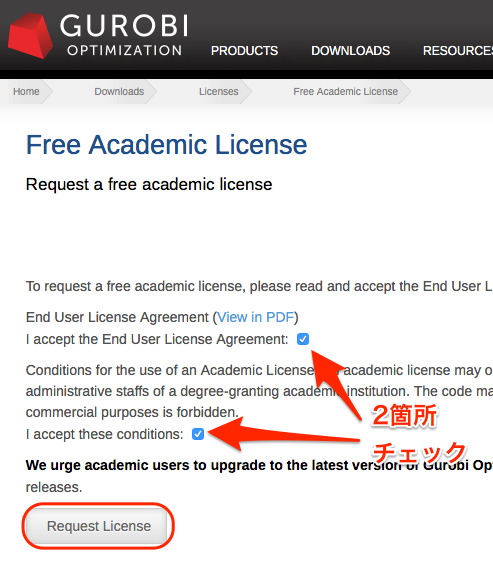 GUROBI
OPTIMIZATION
PRODUCTS DOWNLOADS RESOURCES
Home Downloads Licenses Free Academic License
Free Academic License
Request a free academic license
To request a free academic license, please read and accept the End User L
End User License Agreement (View in PDF)
I accept the End User License Agreement:
Conditions for the use of an Academic License: academic license may o
administrative staffs of a degree-granting academic institution. The code ma
commercial purposes is forbidden.
I accept these conditions:
2箇所
チェック
We urge academic users to upgrade to the latest version of Gurobi Op
releases.
Request License